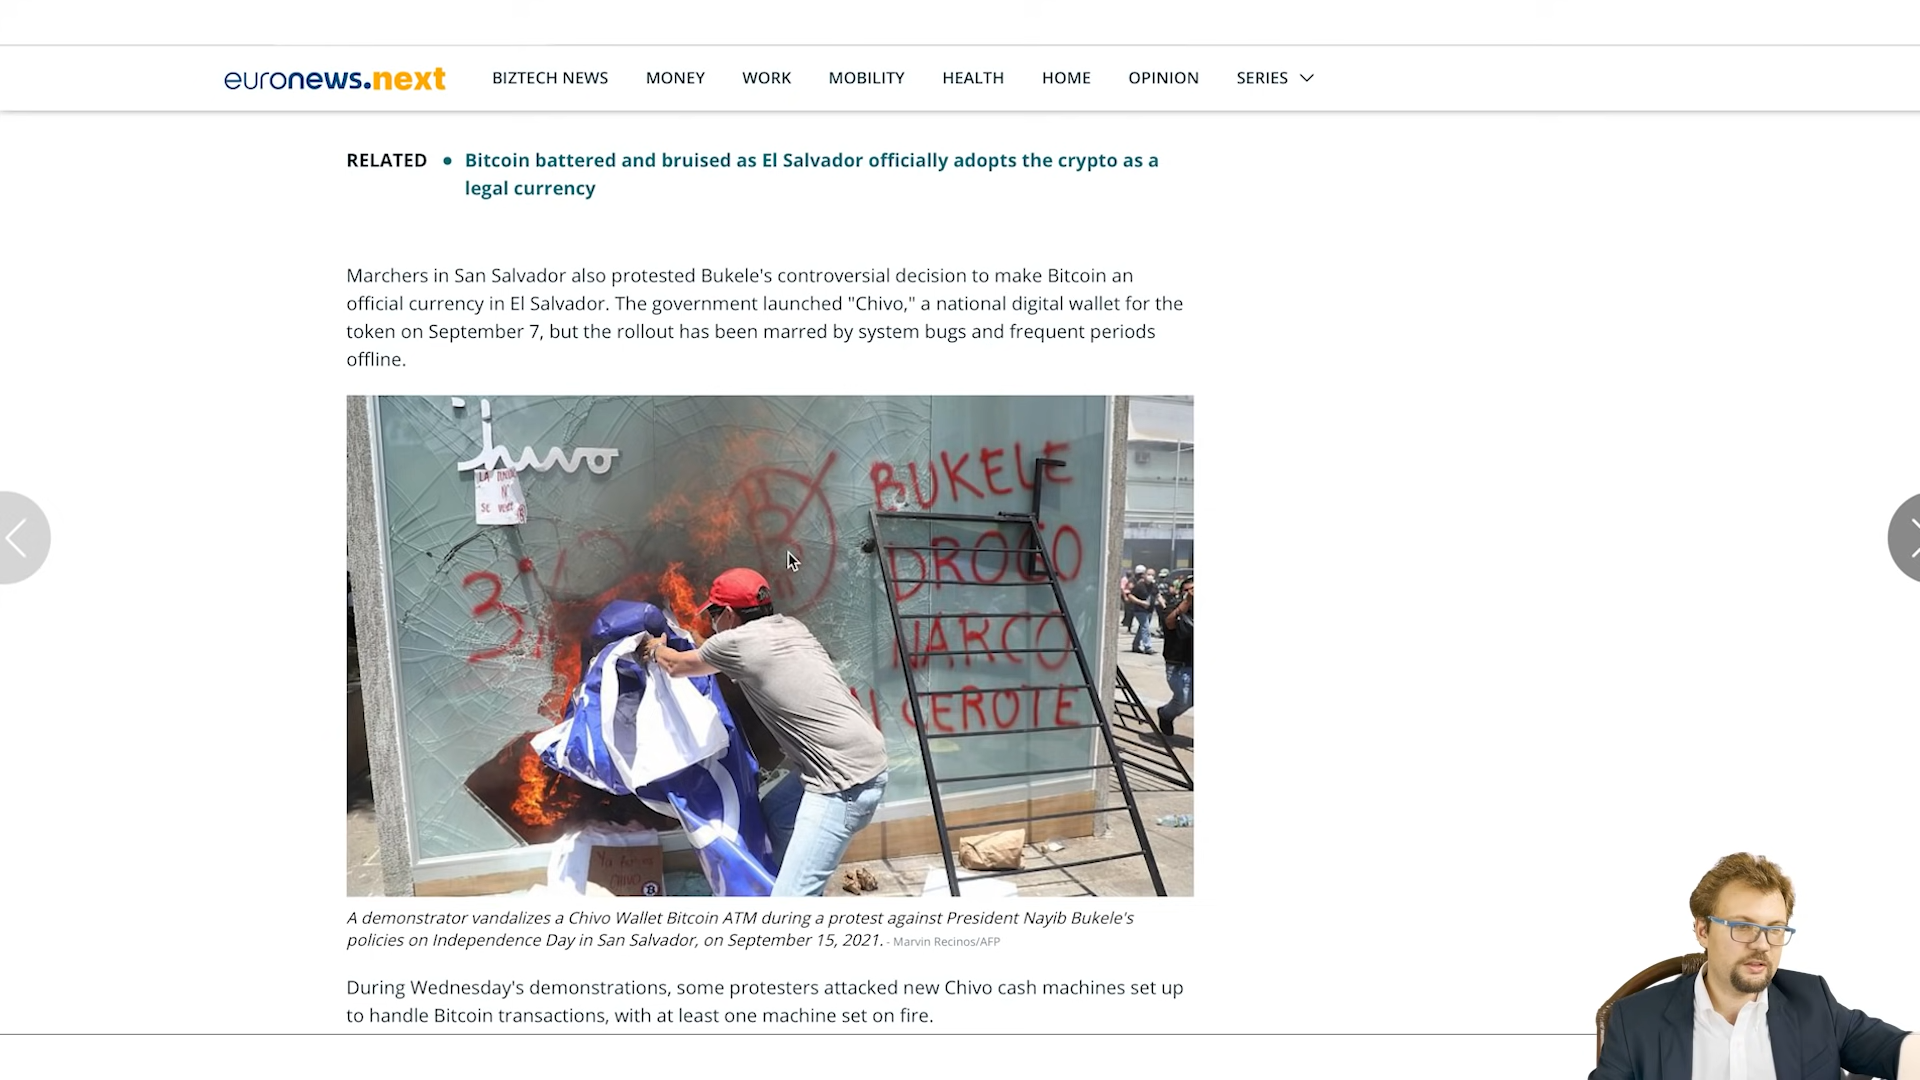 euronews.next BIZTECH NEWS MONEY WORK MOBILITY HEALTH HOME OPINION SERIES
RELATED • Bitcoin battered and bruised as El Salvador officially adopts the crypto as a
legal currency
Marchers in San Salvador also protested Bukele's controversial decision to make Bitcoin an
official currency in El Salvador. The government launched "Chivo," a national digital wallet for the
token on September 7, but the rollout has been marred by system bugs and frequent periods
offline.
chivo
LA
SE
BUKELE
DROGO
NARCO
CEROTE
Ya
CHIVO
A demonstrator vandalizes a Chivo Wallet Bitcoin ATM during a protest against President Nayib Bukele's
policies on Independence Day in San Salvador, on September 15, 2021. - Marvin Recinos/AFP
During Wednesday's demonstrations, some protesters attacked new Chivo cash machines set up
to handle Bitcoin transactions, with at least one machine set on fire.